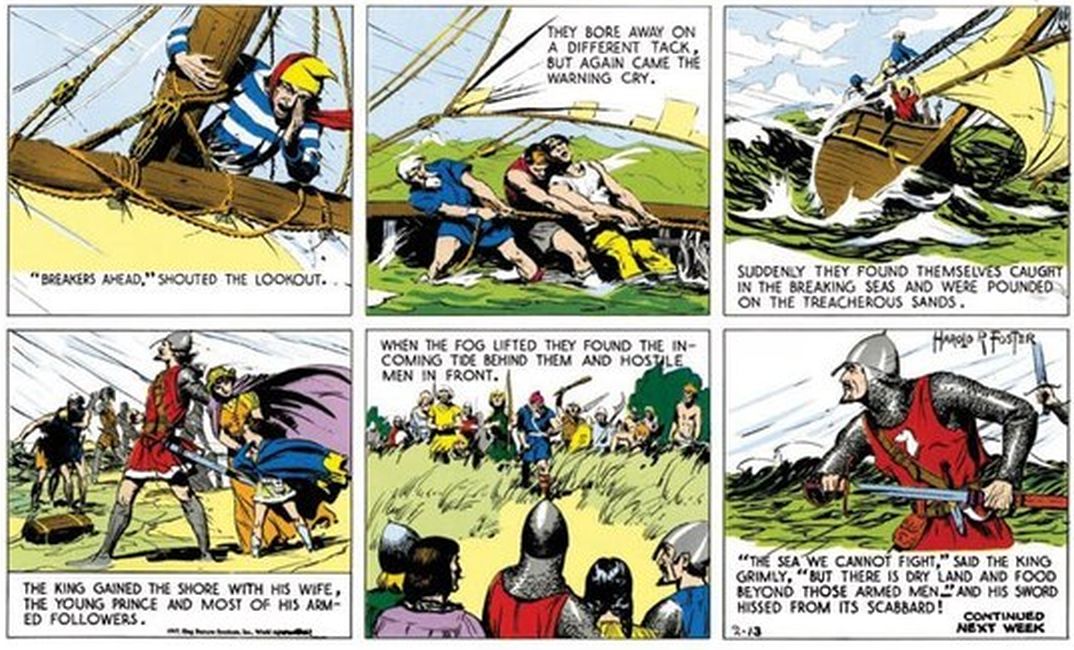 "BREAKERS AHEAD," SHOUTED THE LOOKOUT.
THEY BORE AWAY ON
A DIFFERENT TACK,
BUT AGAIN CAME THE
WARNING CRY.
SUDDENLY THEY FOUND THEMSELVES CAUGHT
IN THE BREAKING SEAS AND WERE POUNDED
ON THE TREACHEROUS SANDS.
THE KING GAINED THE SHORE WITH HIS WIFE,
THE YOUNG PRINCE AND MOST OF HIS ARM-
ED FOLLOWERS.
King Features Syndicate, Inc., World
WHEN THE FOG LIFTED THEY FOUND THE IN-
COMING TIDE BEHIND THEM AND HOSTILE
MEN IN FRONT.
HAROLD R FOSTER
"THE SEA WE CANNOT FIGHT," SAID THE KING
GRIMLY, "BUT THERE IS DRY LAND AND FOOD
BEYOND THOSE ARMED MEN." AND HIS SWORD
HISSED FROM ITS SCABBARD!
CONTINUED
NEXT WEEK
2-13